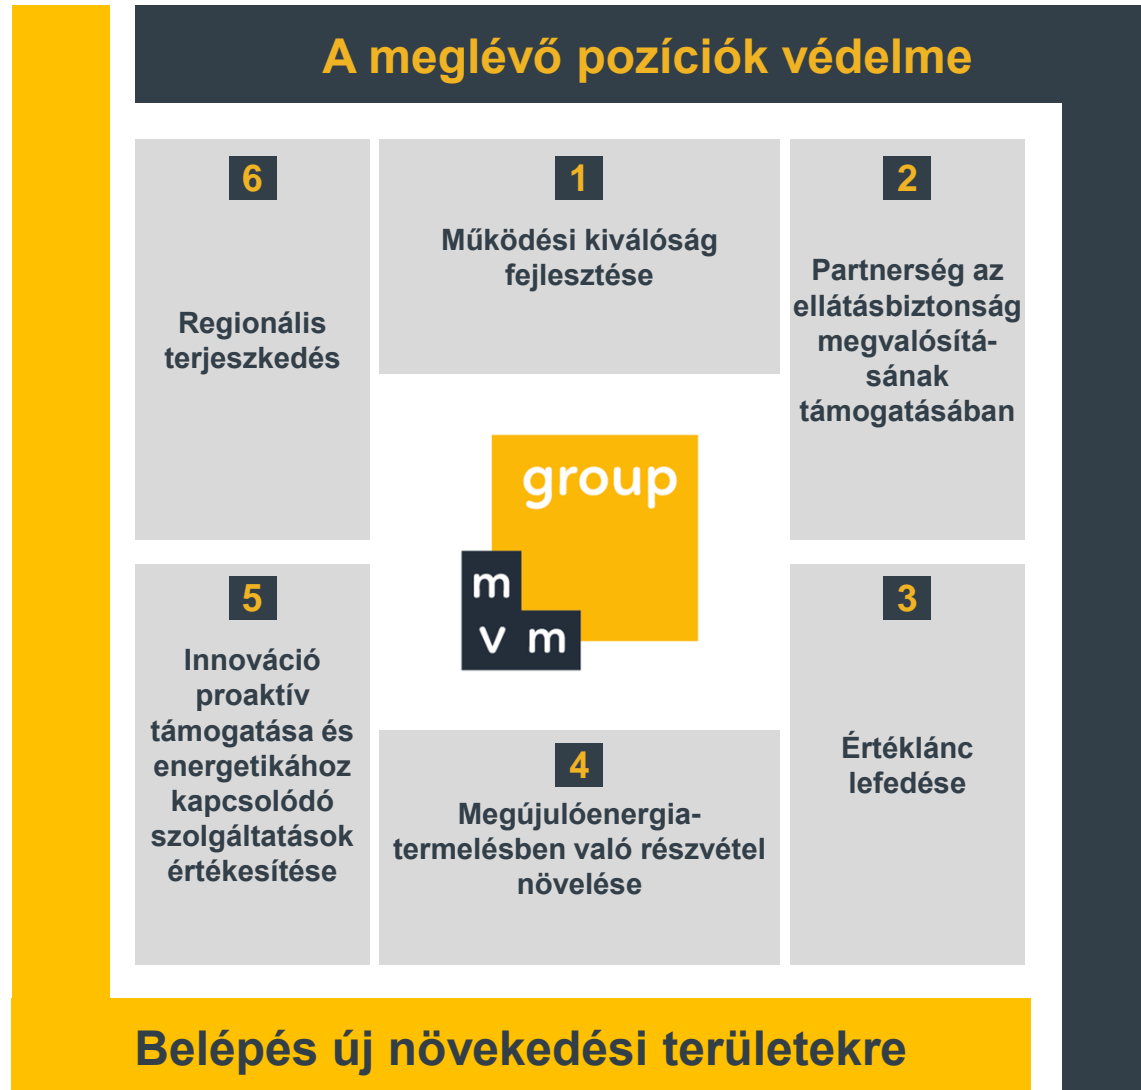 A meglévő pozíciók védelme
6
Regionális
terjeszkedés
1
Működési kiválóság
fejlesztése
2
Partnerség az
ellátásbiztonság
megvalósítá-
sának
támogatásában
group
m
v m
5
Innováció
proaktív
támogatása és
energetikához
kapcsolódó
szolgáltatások
értékesítése
4
Megújulóenergia-
termelésben való részvétel
növelése
3
Értéklánc
lefedése
Belépés új növekedési területekre